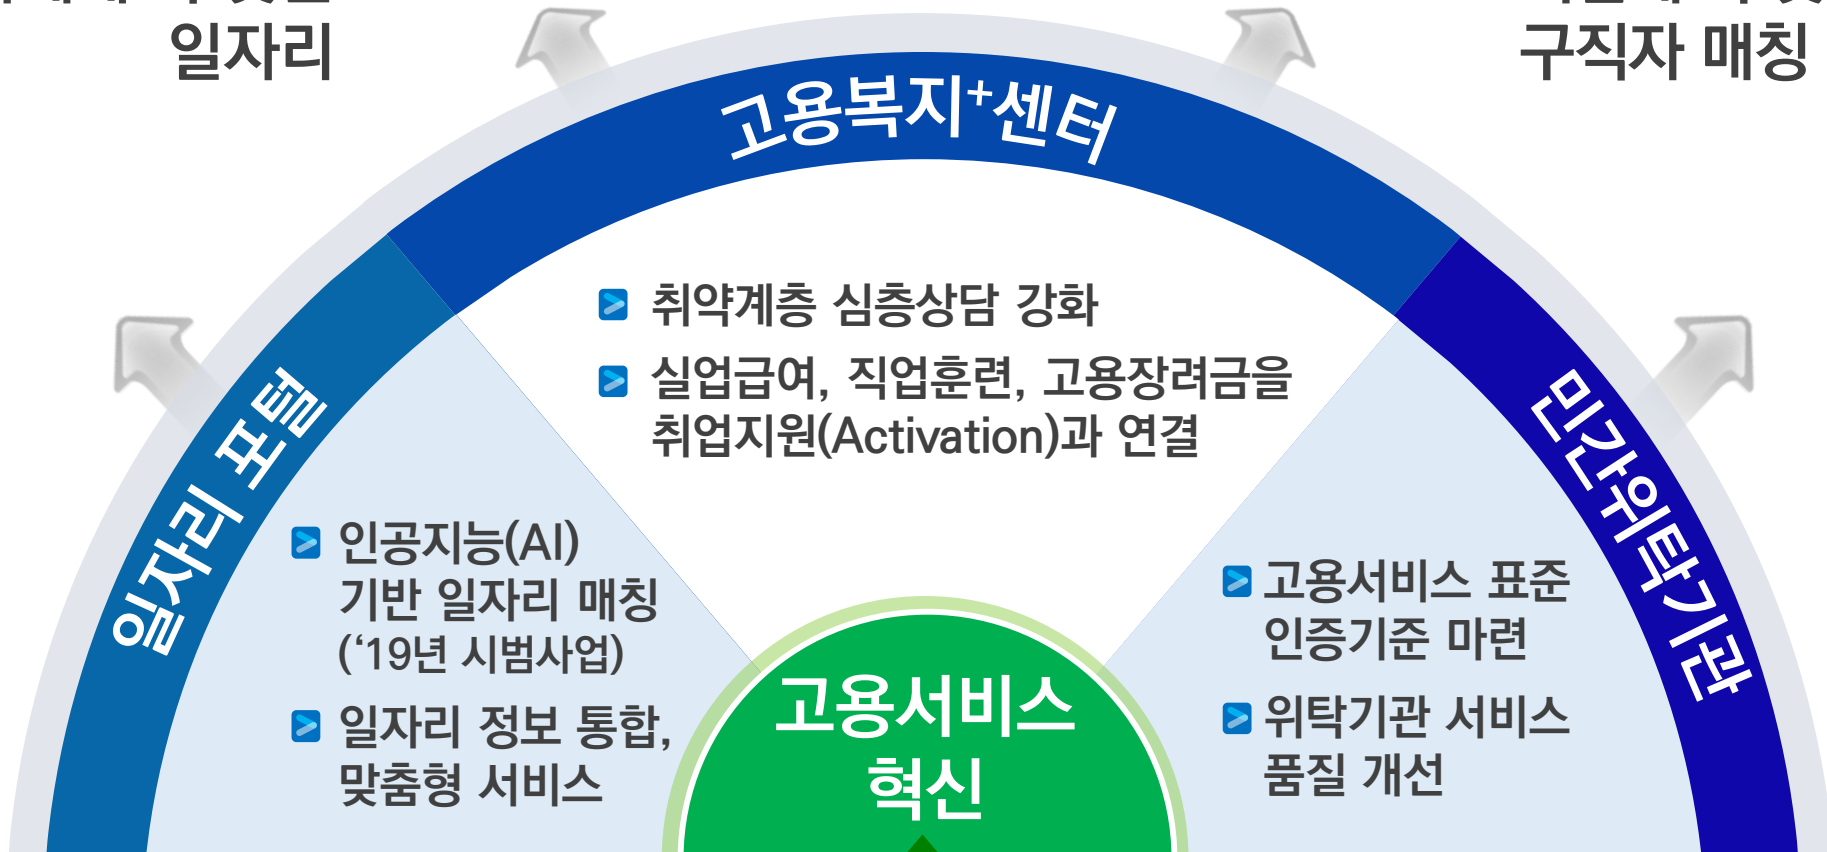 일자리
구직자 매칭
고용복지+센터
취약계층 심층상담 강화
실업급여, 직업훈련, 고용장려금을
취업지원(Activation)과 연결
일자리 포털
인공지능(AI)
기반 일자리 매칭
(‘19년 시범사업)
일자리 정보 통합,
맞춤형 서비스
민간위탁기관
고용서비스 표준
인증기준 마련
위탁기관 서비스
품질 개선
고용서비스
혁신